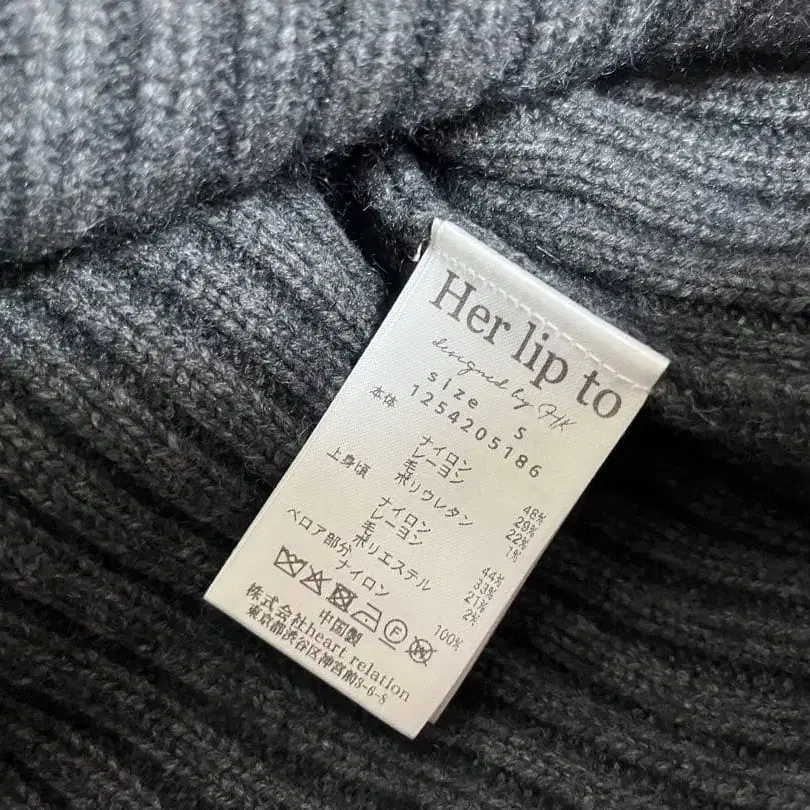 Her lip to
designed by HK
size S
1254205186
本体
ナイロン 48%
レーヨン 29%
毛 22%
ポリウレタン 1%
上身頃
ナイロン 44%
レーヨン 33%
毛 21%
ポリエステル 2%
ベロア部分
ナイロン 100%
F
中国製
株式会社heart relation
東京都渋谷区神宮前3-6-8